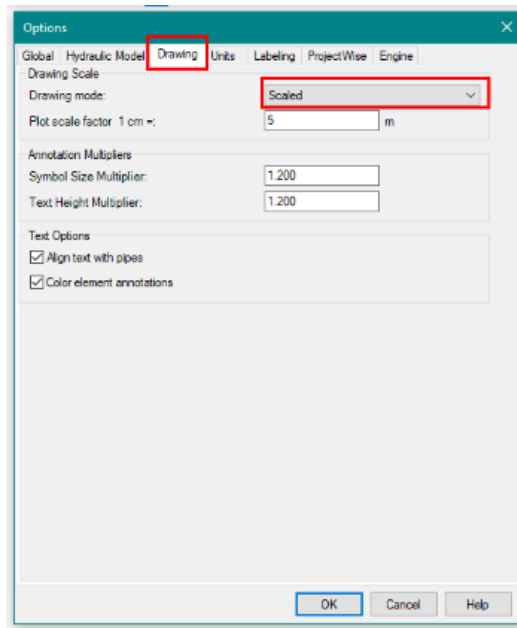 Options
Global Hydraulic Model Drawing Units Labeling ProjectWise Engine
Drawing Scale
Drawing mode: Scaled
Plot scale factor 1 cm =: 5 m
Annotation Multipliers
Symbol Size Multiplier: 1.200
Text Height Multiplier: 1.200
Text Options
Align text with pipes
Color element annotations
OK Cancel Help